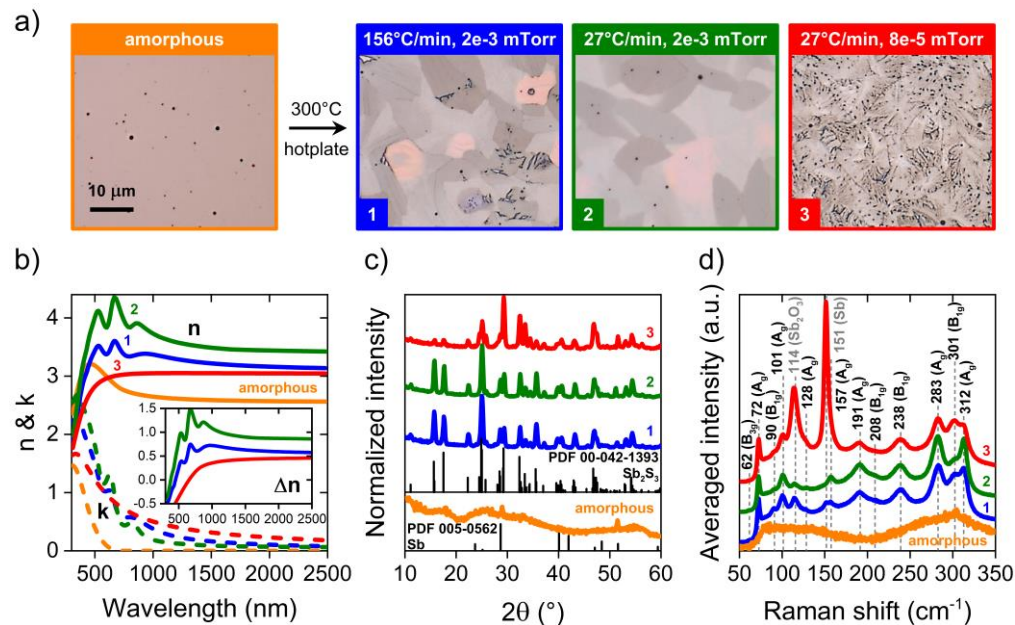 a)
amorphous
10 µm
300°C
hotplate
156°C/min, 2e-3 mTorr
1
27°C/min, 2e-3 mTorr
2
27°C/min, 8e-5 mTorr
3
b)
n & k
4
3
2
1
0
2
n
1
3
amorphous
1.5
1.0
0.5
0.0
-0.5
Δn
500 1000 1500 2000 2500
k
500 1000 1500 2000 2500
Wavelength (nm)
c)
Normalized intensity
3
2
1
PDF 00-042-1393
Sb₂S₃
amorphous
PDF 005-0562
Sb
10 20 30 40 50 60
2θ (°)
d)
Averaged intensity (a.u.)
62 (B₃g)
72 (Ag)
90 (B₁g)
101 (Ag)
114 (Sb₂O₃)
128 (Ag)
151 (Sb)
157 (Ag)
191 (Ag)
208 (B₁g)
238 (B₁g)
283 (Ag)
301 (B₁g)
312 (Ag)
3
2
1
amorphous
50 100 150 200 250 300 350
Raman shift (cm⁻¹)